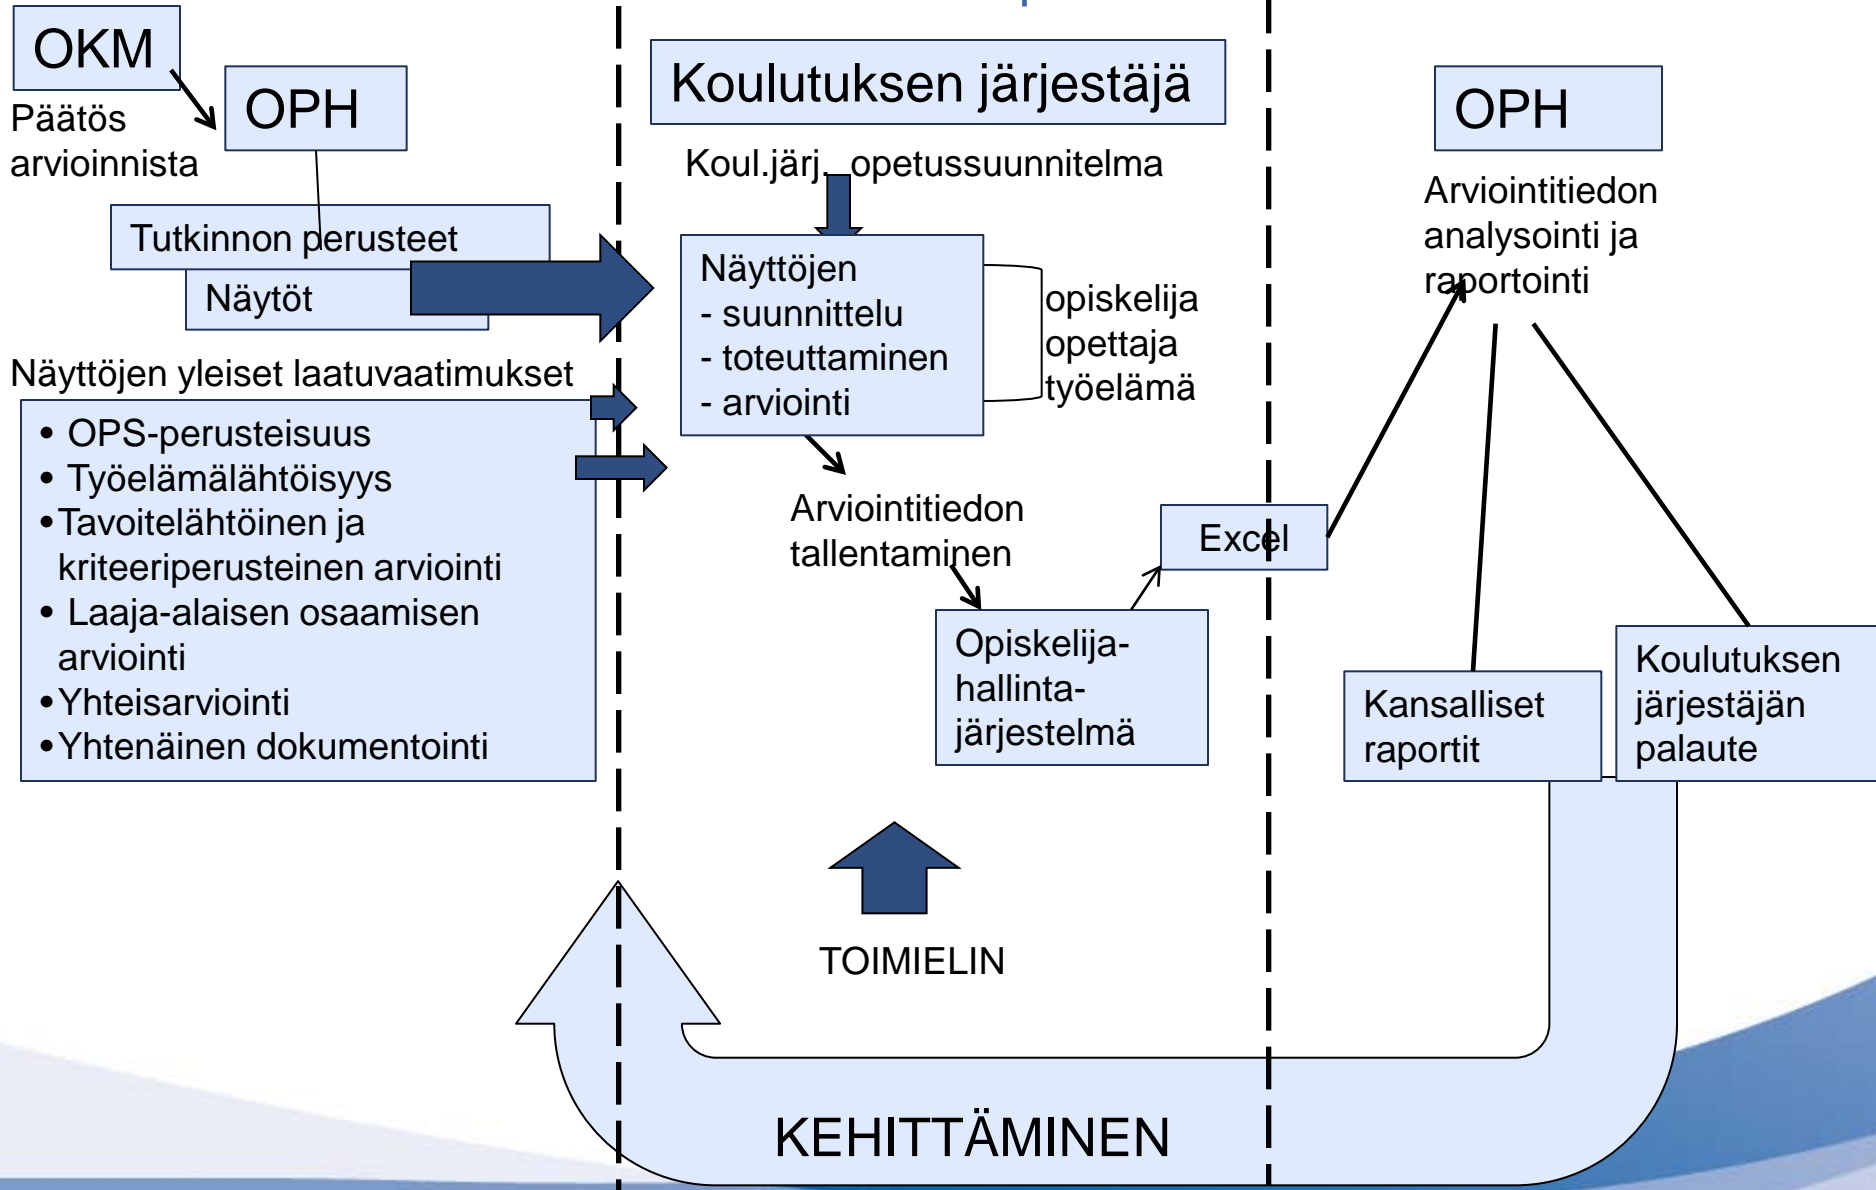 OKM
Päätös
arvioinnista
OPH
Tutkinnon perusteet
Näytöt
Näyttöjen yleiset laatuvaatimukset
• OPS-perusteisuus
• Työelämälähtöisyys
• Tavoitelähtöinen ja
kriteeriperusteinen arviointi
• Laaja-alaisen osaamisen
arviointi
• Yhteisarviointi
• Yhtenäinen dokumentointi
Koulutuksen järjestäjä
Koul.järj. opetussuunnitelma
Näyttöjen
- suunnittelu
- toteuttaminen
- arviointi
opiskelija
opettaja
työelämä
Arviointitiedon
tallentaminen
Opiskelija-
hallinta-
järjestelmä
Excel
TOIMIELIN
OPH
Arviointitiedon
analysointi ja
raportointi
Kansalliset
raportit
Koulutuksen
järjestäjän
palaute
KEHITTÄMINEN